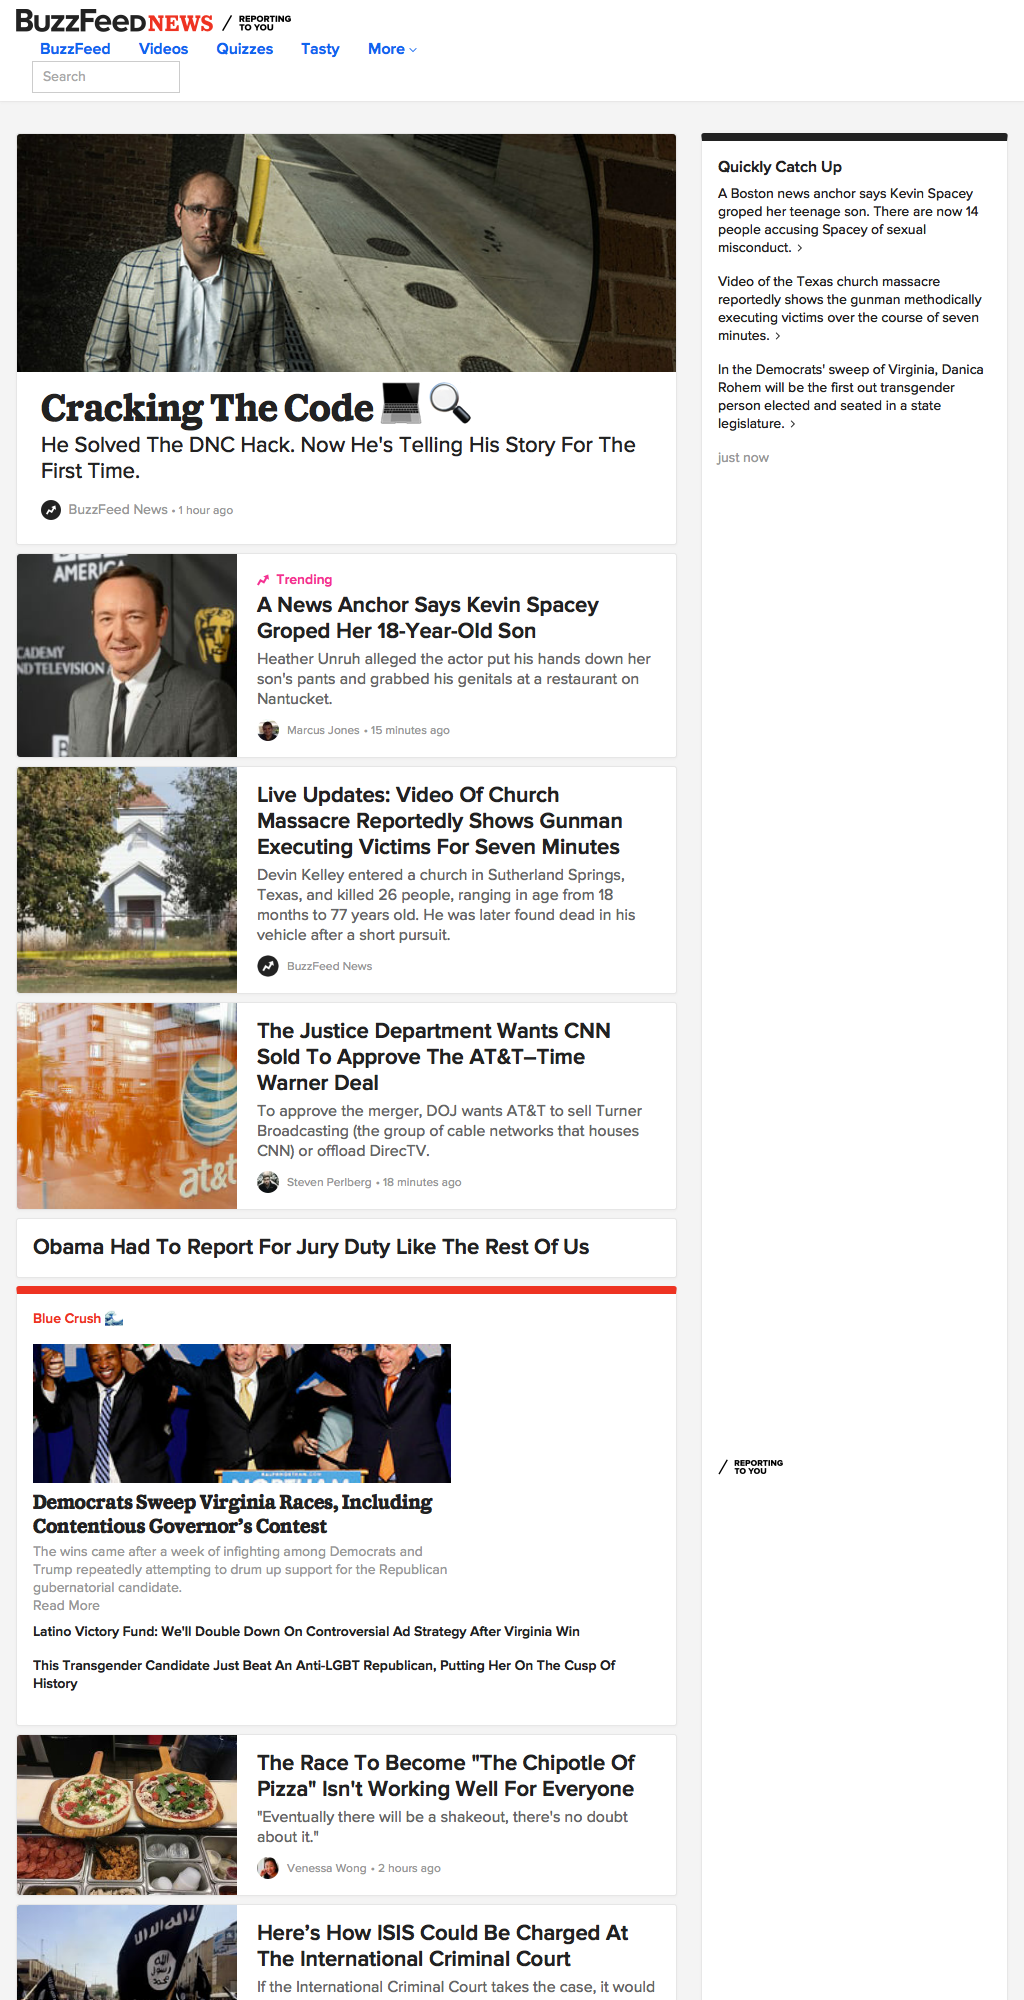 BuzzFeed NEWS / REPORTING TO YOU
BuzzFeed Videos Quizzes Tasty More
Search
Cracking The Code
He Solved The DNC Hack. Now He's Telling His Story For The
First Time.
BuzzFeed News • 1 hour ago
AMERICA
ACADEMY
ND TELEVISION A
Trending
A News Anchor Says Kevin Spacey
Groped Her 18-Year-Old Son
Heather Unruh alleged the actor put his hands down her
son's pants and grabbed his genitals at a restaurant on
Nantucket.
Marcus Jones • 15 minutes ago
Live Updates: Video Of Church
Massacre Reportedly Shows Gunman
Executing Victims For Seven Minutes
Devin Kelley entered a church in Sutherland Springs,
Texas, and killed 26 people, ranging in age from 18
months to 77 years old. He was later found dead in his
vehicle after a short pursuit.
BuzzFeed News
at&t
The Justice Department Wants CNN
Sold To Approve The AT&T–Time
Warner Deal
To approve the merger, DOJ wants AT&T to sell Turner
Broadcasting (the group of cable networks that houses
CNN) or offload DirecTV.
Steven Perlberg • 18 minutes ago
Obama Had To Report For Jury Duty Like The Rest Of Us
Blue Crush
NORTHAM
Democrats Sweep Virginia Races, Including
Contentious Governor’s Contest
The wins came after a week of infighting among Democrats and
Trump repeatedly attempting to drum up support for the Republican
gubernatorial candidate.
Read More
Latino Victory Fund: We'll Double Down On Controversial Ad Strategy After Virginia Win
This Transgender Candidate Just Beat An Anti-LGBT Republican, Putting Her On The Cusp Of
History
The Race To Become "The Chipotle Of
Pizza" Isn't Working Well For Everyone
"Eventually there will be a shakeout, there's no doubt
about it."
Venessa Wong • 2 hours ago
Here’s How ISIS Could Be Charged At
The International Criminal Court
If the International Criminal Court takes the case, it would
Quickly Catch Up
A Boston news anchor says Kevin Spacey
groped her teenage son. There are now 14
people accusing Spacey of sexual
misconduct. >
Video of the Texas church massacre
reportedly shows the gunman methodically
executing victims over the course of seven
minutes. >
In the Democrats' sweep of Virginia, Danica
Rohem will be the first out transgender
person elected and seated in a state
legislature. >
just now
/ REPORTING
TO YOU